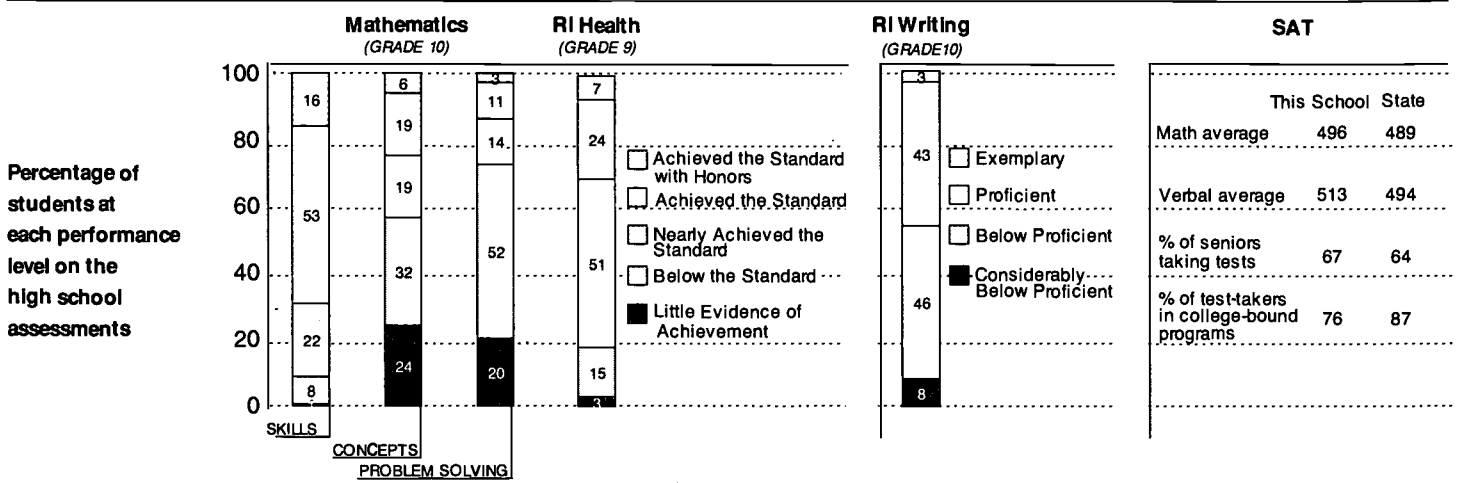 Mathematics
(GRADE 10)
RI Health
(GRADE 9)
RI Writing
(GRADE10)
SAT
Percentage of
students at
each performance
level on the
high school
assessments
100
80
60
40
20
0
16
53
22
8
SKILLS
6
19
19
32
24
CONCEPTS
3
11
14
52
20
PROBLEM SOLVING
7
24
51
15
3
Achieved the Standard
with Honors
Achieved the Standard
Nearly Achieved the
Standard
Below the Standard
Little Evidence of
Achievement
3
43
46
8
Exemplary
Proficient
Below Proficient
Considerably
Below Proficient
This School State
Math average 496 489
Verbal average 513 494
% of seniors
taking tests 67 64
% of test-takers
in college-bound 76 87
programs